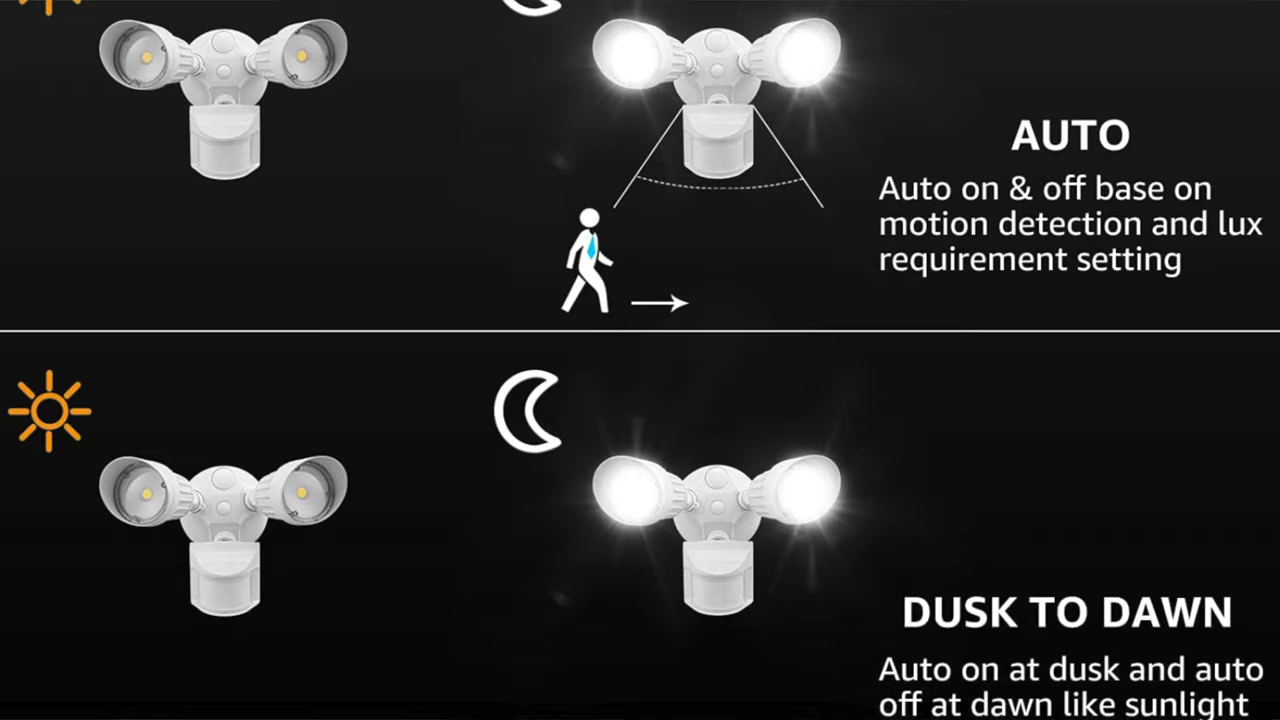 AUTO
Auto on & off base on
motion detection and lux
requirement setting
DUSK TO DAWN
Auto on at dusk and auto
off at dawn like sunlight